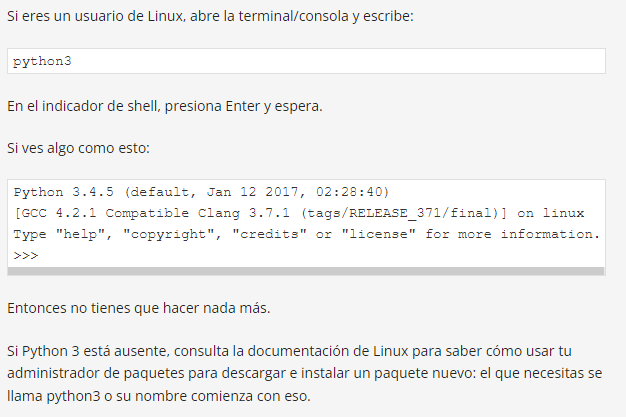 Si eres un usuario de Linux, abre la terminal/consola y escribe:
python3
En el indicador de shell, presiona Enter y espera.
Si ves algo como esto:
Python 3.4.5 (default, Jan 12 2017, 02:28:40)
[GCC 4.2.1 Compatible Clang 3.7.1 (tags/RELEASE_371/final)] on linux
Type "help", "copyright", "credits" or "license" for more information.
>>>
Entonces no tienes que hacer nada más.
Si Python 3 está ausente, consulta la documentación de Linux para saber cómo usar tu
administrador de paquetes para descargar e instalar un paquete nuevo: el que necesitas se
llama python3 o su nombre comienza con eso.